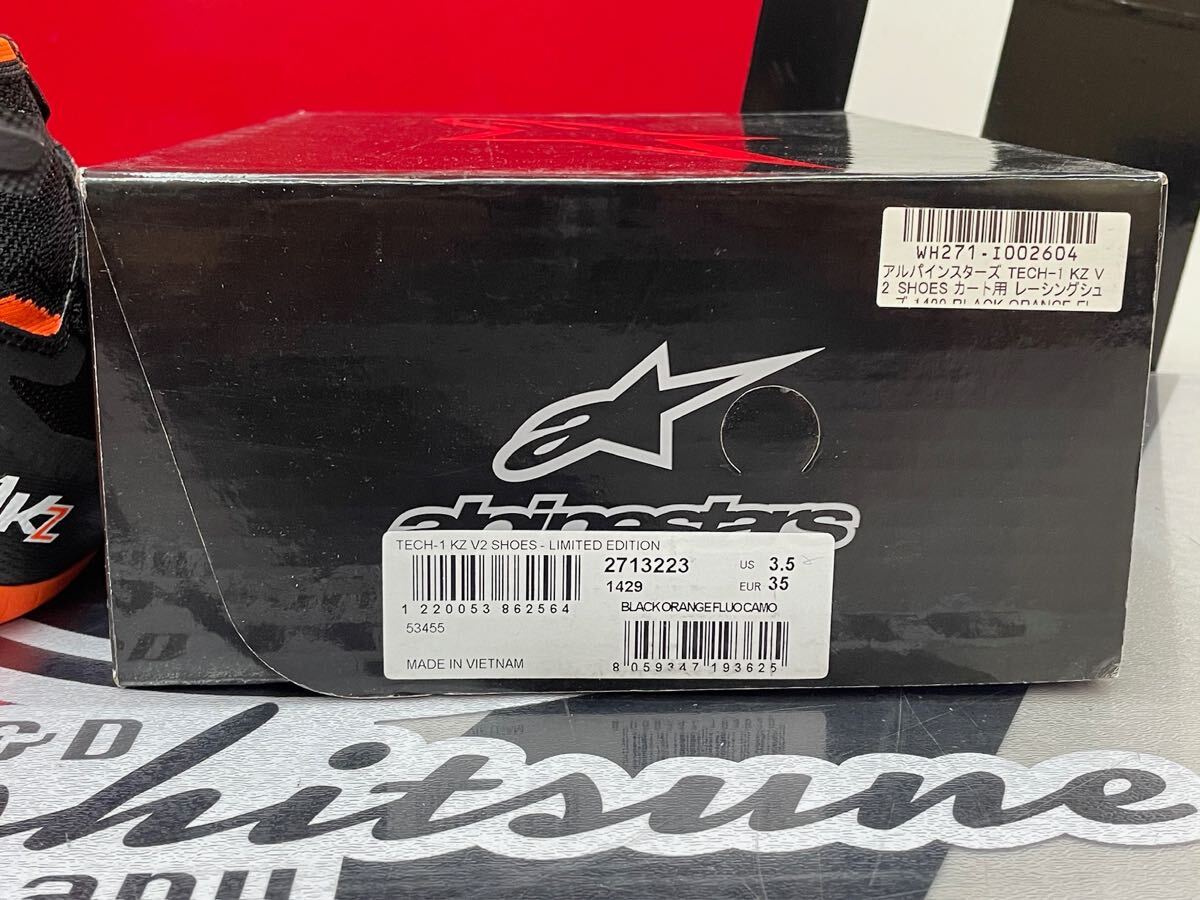 WH271-I002604
アルパインスターズ TECH-1 KZ V
2 SHOES カート用 レーシングシュ
alpinestars
TECH-1 KZ V2 SHOES - LIMITED EDITION
2713223
US 3.5
1429
EUR 35
1 220053 862564
BLACK ORANGE FLUO CAMO
53455
8 059347 193625
MADE IN VIETNAM
KZ
&D
hitsune